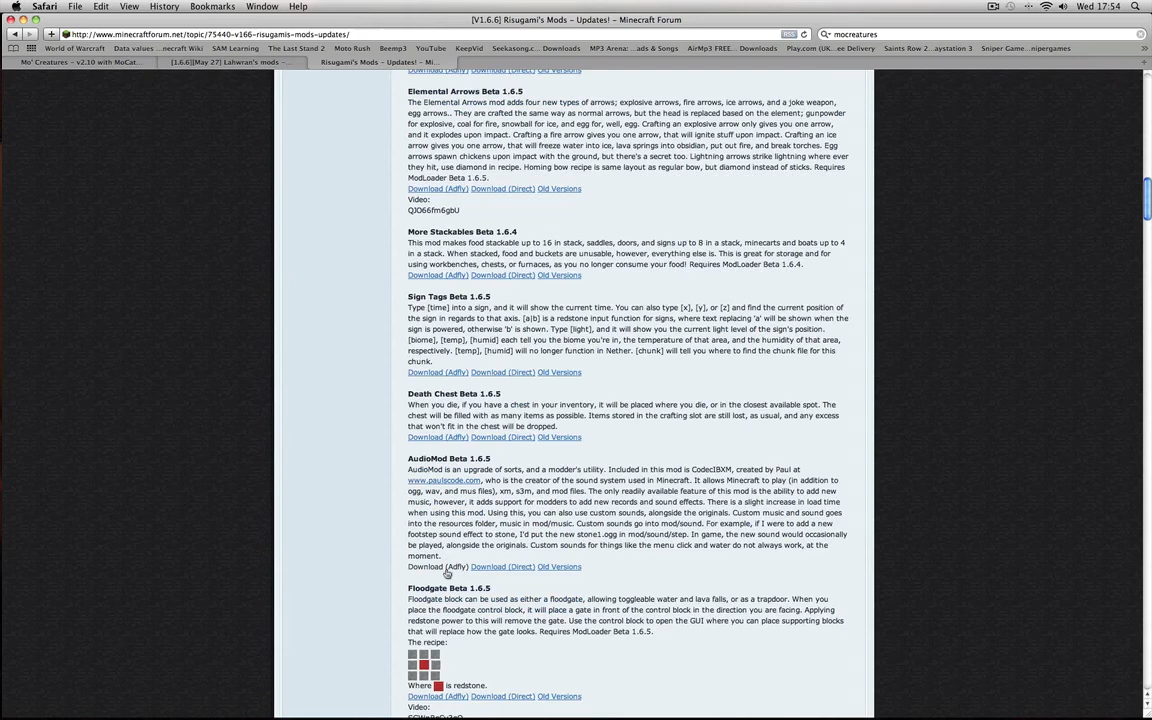 Safari File Edit View History Bookmarks Window Help Wed 17:54
[V1.6.6] Risugami's Mods - Updates! - Minecraft Forum
http://www.minecraftforum.net/topic/75440-v166-risugamis-mods-updates/ RSS mocreatures
World of Warcraft Data values ...necraft Wiki SAM Learning The Last Stand 2 Moto Rush Beemp3 YouTube KeepVid Seekasong.c... Downloads MP3 Arena: ...ads & Songs AirMp3 FREE... Downloads Play.com (UK...ee Delivery Saints Row 2...aystation 3 Sniper Game...nipergames
Mo' Creatures - v2.10 with MoCat... [1.6.6][May 27] Lahwran's mods -... Risugami's Mods - Updates! - Mi...
Download (Adfly) Download (Direct) Old Versions
Elemental Arrows Beta 1.6.5
The Elemental Arrows mod adds four new types of arrows; explosive arrows, fire arrows, ice arrows, and a joke weapon,
egg arrows.. They are crafted the same way as normal arrows, but the head is replaced based on the element; gunpowder
for explosive, coal for fire, snowball for ice, and egg for, well, egg. Crafting an explosive arrow only gives you one arrow,
and it explodes upon impact. Crafting a fire arrow gives you one arrow, that will ignite stuff upon impact. Crafting an ice
arrow gives you one arrow, that will freeze water into ice, lava springs into obsidian, put out fire, and break torches. Egg
arrows spawn chickens upon impact with the ground, but there's a secret too. Lightning arrows strike lightning where ever
they hit, use diamond in recipe. Homing bow recipe is same layout as regular bow, but diamond instead of sticks. Requires
ModLoader Beta 1.6.5.
Download (Adfly) Download (Direct) Old Versions
Video:
QJO66fm6gbU
More Stackables Beta 1.6.4
This mod makes food stackable up to 16 in stack, saddles, doors, and signs up to 8 in a stack, minecarts and boats up to 4
in a stack. When stacked, food and buckets are unusable, however, everything else is. This is great for storage and for
using workbenches, chests, or furnaces, as you no longer consume your food! Requires ModLoader Beta 1.6.4.
Download (Adfly) Download (Direct) Old Versions
Sign Tags Beta 1.6.5
Type [time] into a sign, and it will show the current time. You can also type [x], [y], or [z] and find the current position of
the sign in regards to that axis. [a|b] is a redstone input function for signs, where text replacing 'a' will be shown when the
sign is powered, otherwise 'b' is shown. Type [light], and it will show you the current light level of the sign's position.
[biome], [temp], [humid] each tell you the biome you're in, the temperature of that area, and the humidity of that area,
respectively. [temp], [humid] will no longer function in Nether. [chunk] will tell you where to find the chunk file for this
chunk.
Download (Adfly) Download (Direct) Old Versions
Death Chest Beta 1.6.5
When you die, if you have a chest in your inventory, it will be placed where you die, or in the closest available spot. The
chest will be filled with as many items as possible. Items stored in the crafting slot are still lost, as usual, and any excess
that won't fit in the chest will be dropped.
Download (Adfly) Download (Direct) Old Versions
AudioMod Beta 1.6.5
AudioMod is an upgrade of sorts, and a modder's utility. Included in this mod is CodecIBXM, created by Paul at
www.paulscode.com, who is the creator of the sound system used in Minecraft. It allows Minecraft to play (in addition to
ogg, wav, and mus files), xm, s3m, and mod files. The only readily available feature of this mod is the ability to add new
music, however, it adds support for modders to add new records and sound effects. There is a slight increase in load time
when using this mod. Using this, you can also use custom sounds, alongside the originals. Custom music and sound goes
into the resources folder, music in mod/music. Custom sounds go into mod/sound. For example, if I were to add a new
footstep sound effect to stone, I'd put the new stone1.ogg in mod/sound/step. In game, the new sound would occasionally
be played, alongside the originals. Custom sounds for things like the menu click and water do not always work, at the
moment.
Download (Adfly) Download (Direct) Old Versions
Floodgate Beta 1.6.5
Floodgate block can be used as either a floodgate, allowing toggleable water and lava falls, or as a trapdoor. When you
place the floodgate control block, it will place a gate in front of the control block in the direction you are facing. Applying
redstone power to this will remove the gate. Use the control block to open the GUI where you can place supporting blocks
that will replace how the gate looks. Requires ModLoader Beta 1.6.5.
The recipe:
Where is redstone.
Download (Adfly) Download (Direct) Old Versions
Video: